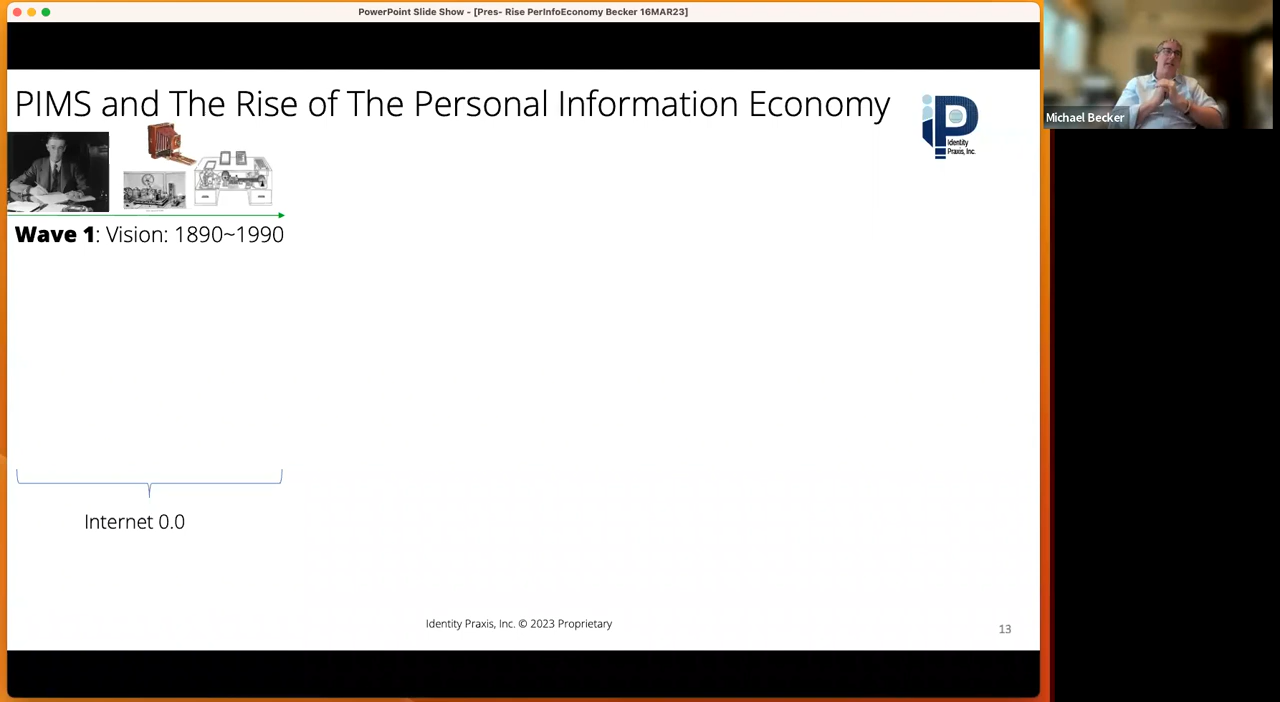 PowerPoint Slide Show - [Pres- Rise PerInfoEconomy Becker 16MAR23]
PIMS and The Rise of The Personal Information Economy
iP
Identity
Praxis, Inc.
Michael Becker
Wave 1: Vision: 1890~1990
Internet 0.0
Identity Praxis, Inc. © 2023 Proprietary
13